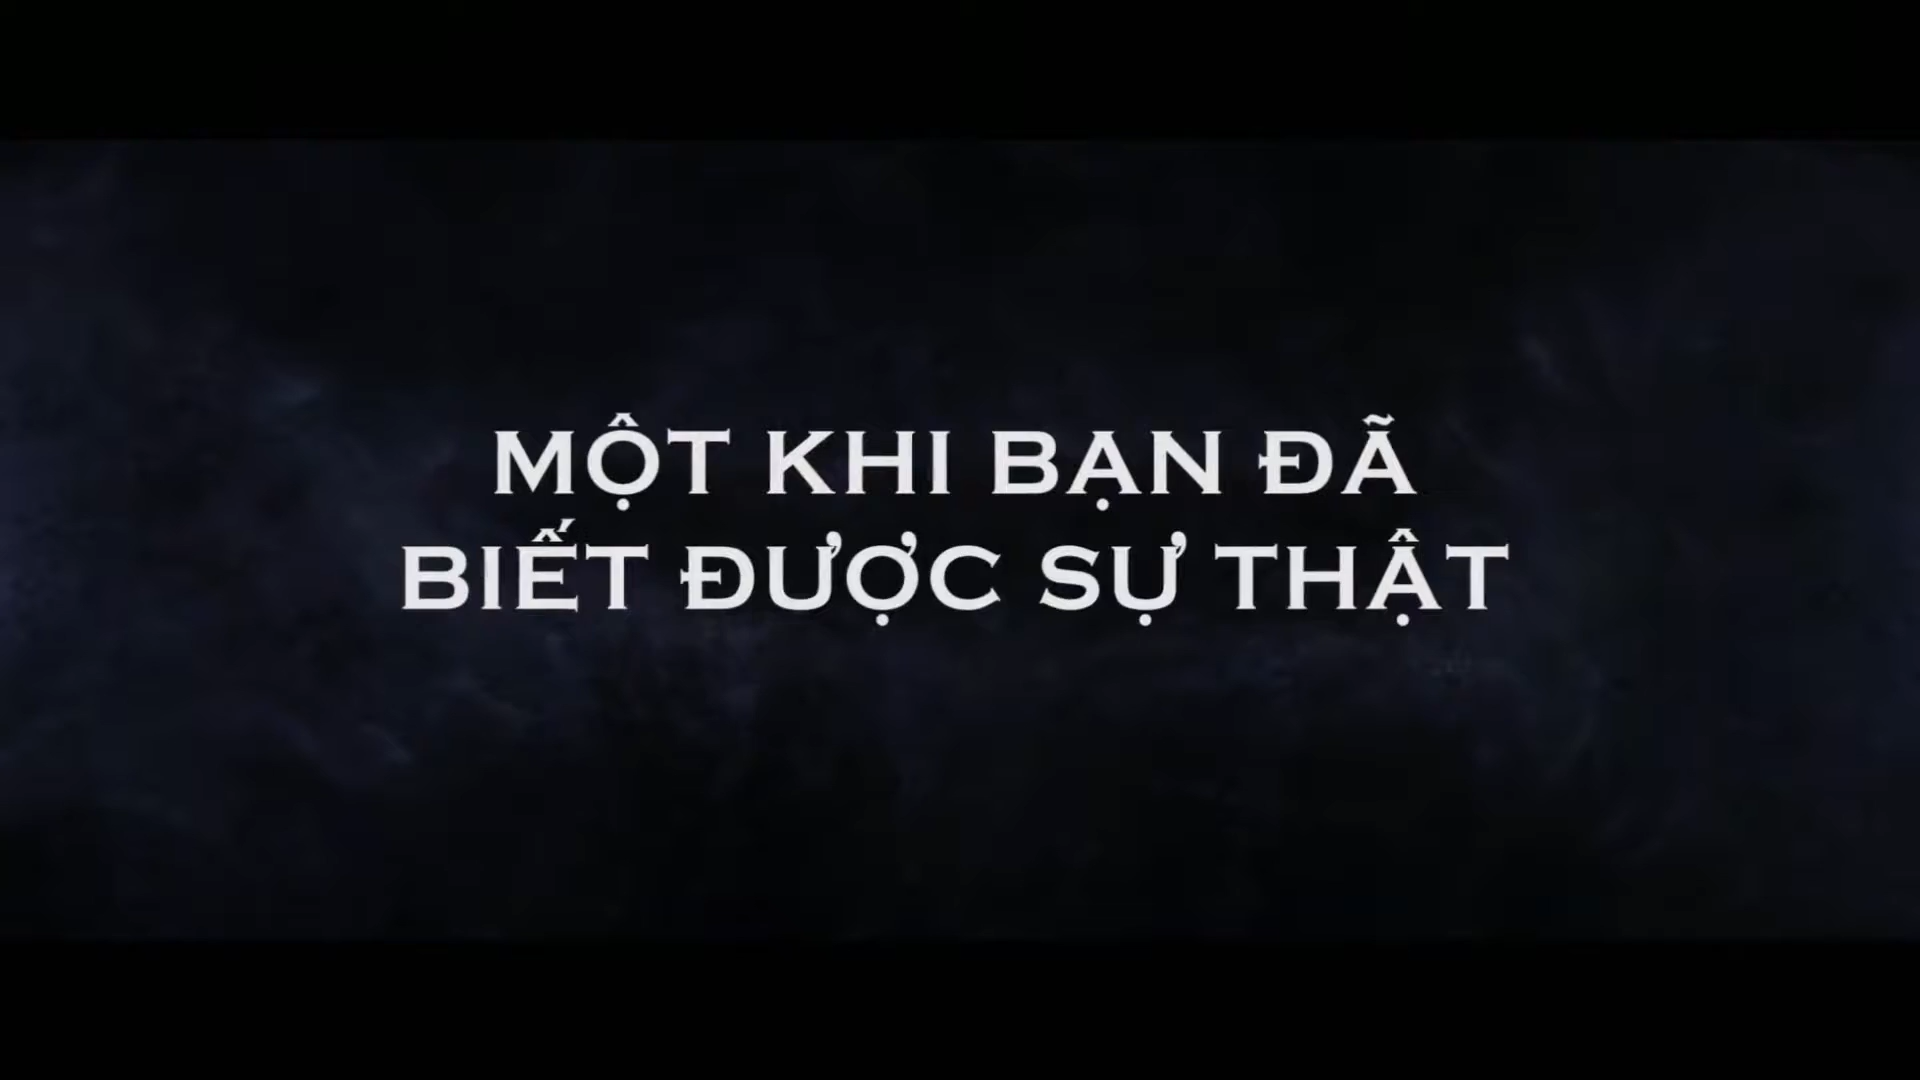 MỘT KHI BẠN ĐÃ
BIẾT ĐƯỢC SỰ THẬT